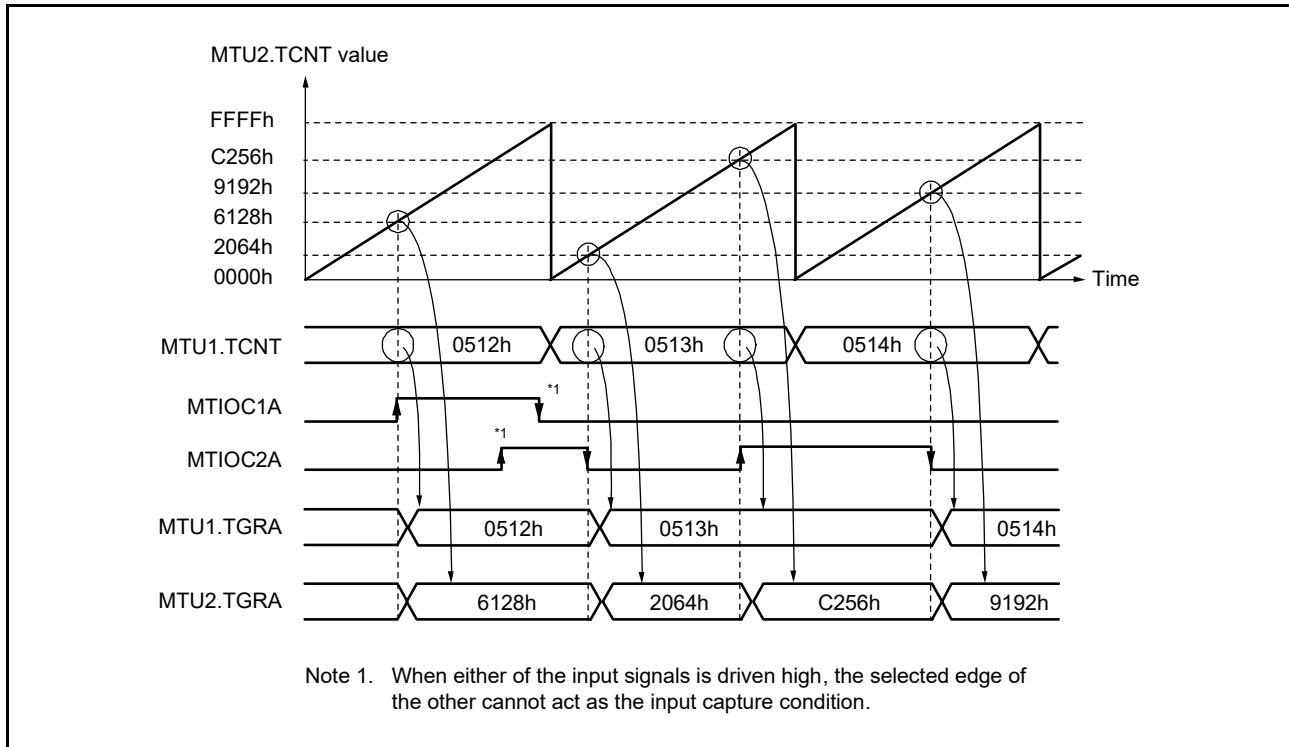 MTU2.TCNT value
FFFFh
C256h
9192h
6128h
2064h
0000h
Time
MTU1.TCNT 0512h 0513h 0514h
MTIOC1A *1
MTIOC2A *1
MTU1.TGRA 0512h 0513h 0514h
MTU2.TGRA 6128h 2064h C256h 9192h
Note 1. When either of the input signals is driven high, the selected edge of
the other cannot act as the input capture condition.